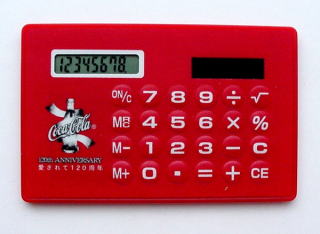 12345678
ON/C 7 8 9 ÷ √
MRC 4 5 6 × %
M− 1 2 3 − C
M+ 0 · = + CE
Coca-Cola®
120th ANNIVERSARY
愛されて120周年